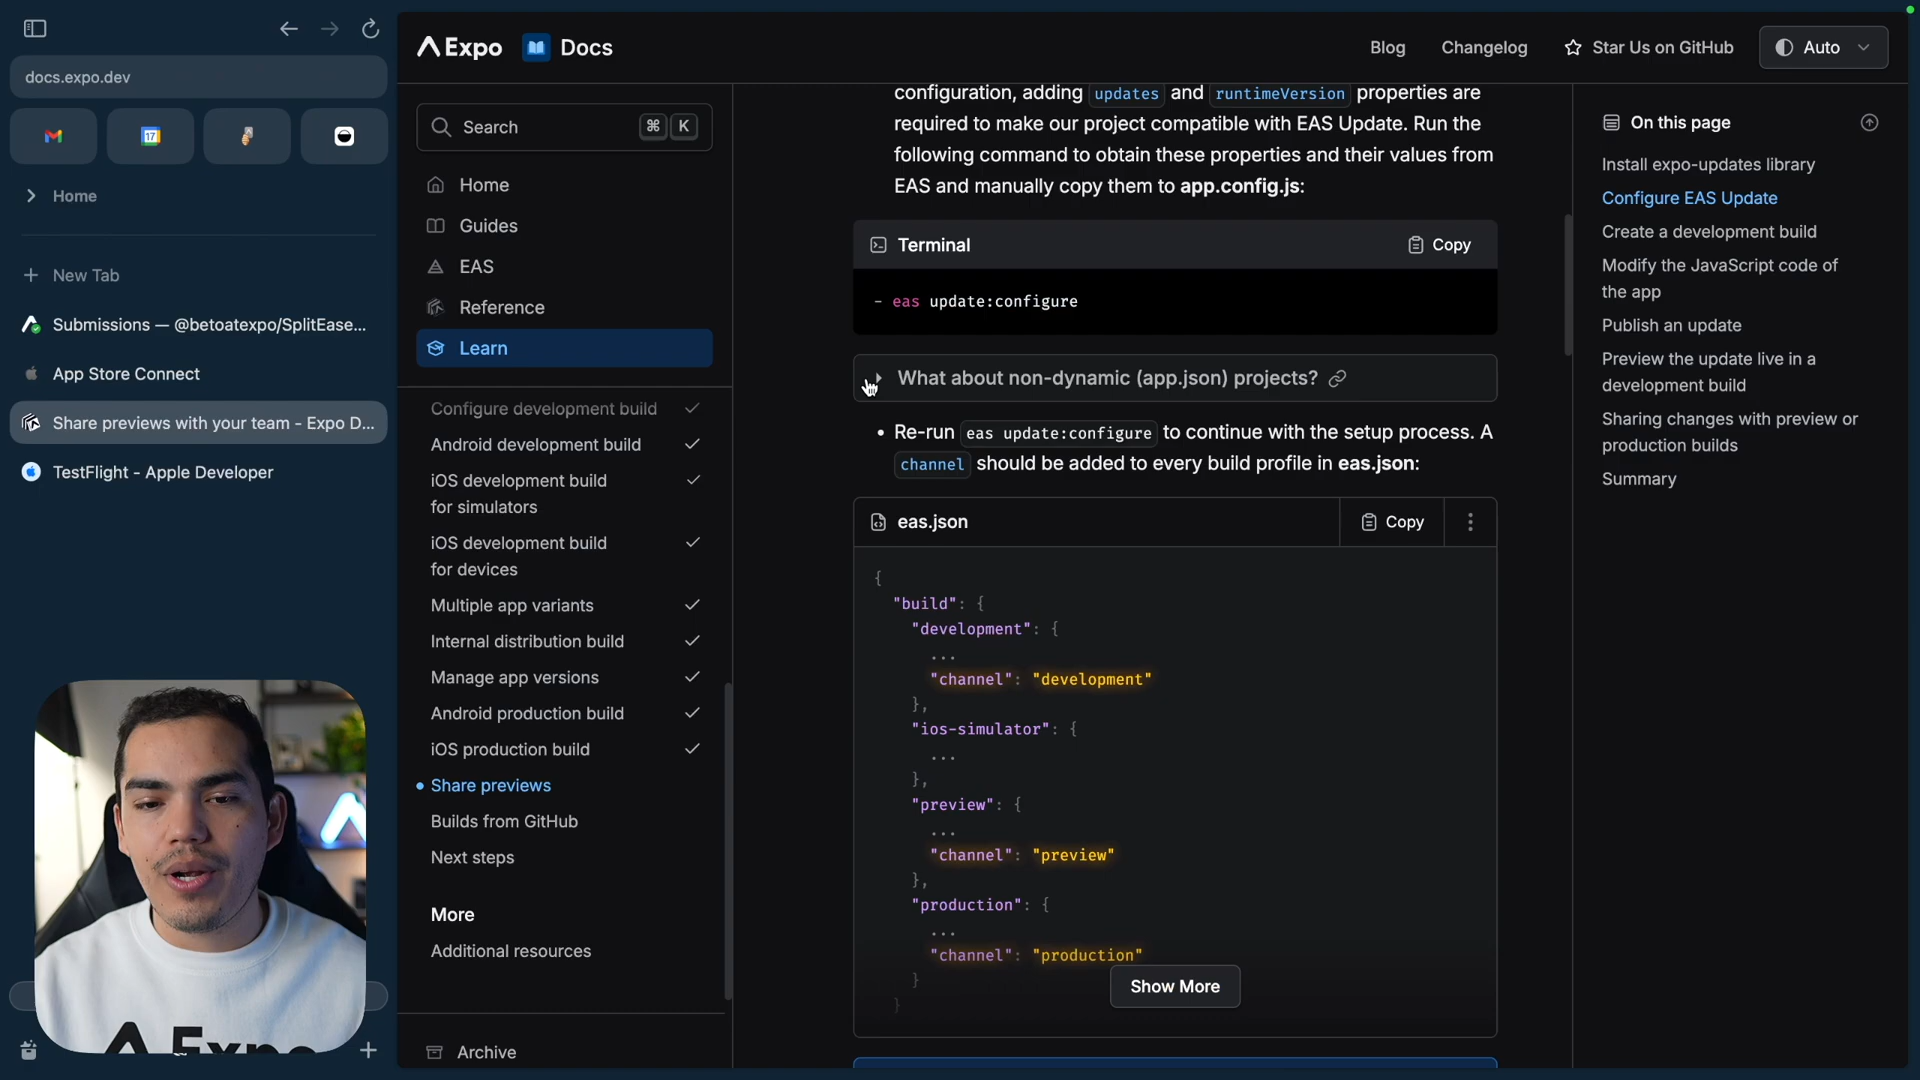 docs.expo.dev
17
Home
New Tab
Submissions — @betoatexpo/SplitEase...
App Store Connect
Share previews with your team - Expo D...
TestFlight - Apple Developer
Expo
Docs
Blog
Changelog
Star Us on GitHub
Auto
Search
⌘ K
Home
Guides
EAS
Reference
Learn
Configure development build
Android development build
iOS development build
for simulators
iOS development build
for devices
Multiple app variants
Internal distribution build
Manage app versions
Android production build
iOS production build
Share previews
Builds from GitHub
Next steps
More
Additional resources
Archive
configuration, adding updates and runtimeVersion properties are
required to make our project compatible with EAS Update. Run the
following command to obtain these properties and their values from
EAS and manually copy them to app.config.js:
Terminal
Copy
- eas update:configure
What about non-dynamic (app.json) projects?
• Re-run eas update:configure to continue with the setup process. A
channel should be added to every build profile in eas.json:
eas.json
Copy
{
"build": {
"development": {
...
"channel": "development"
},
"ios-simulator": {
...
},
"preview": {
...
"channel": "preview"
},
"production": {
...
"channel": "production"
}
}
Show More
On this page
Install expo-updates library
Configure EAS Update
Create a development build
Modify the JavaScript code of
the app
Publish an update
Preview the update live in a
development build
Sharing changes with preview or
production builds
Summary
Expo